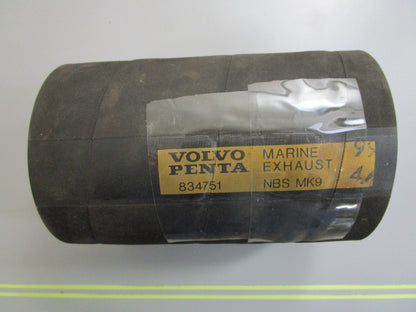 VOLVO
PENTA
834751
MARINE
EXHAUST
NBS MK9